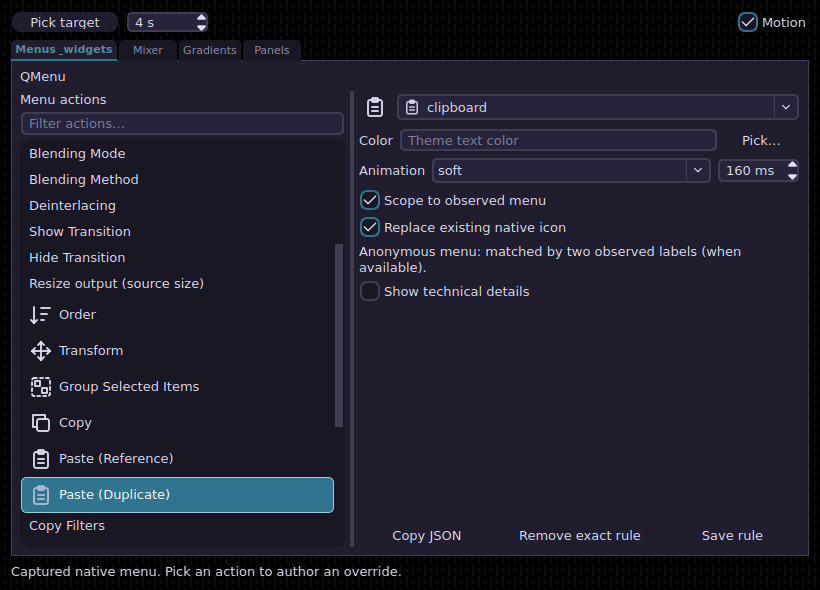 Pick target
4 s
Motion
Menus _widgets
Mixer
Gradients
Panels
QMenu
Menu actions
Filter actions...
Blending Mode
Blending Method
Deinterlacing
Show Transition
Hide Transition
Resize output (source size)
Order
Transform
Group Selected Items
Copy
Paste (Reference)
Paste (Duplicate)
Copy Filters
clipboard
Color
Theme text color
Pick...
Animation
soft
160 ms
Scope to observed menu
Replace existing native icon
Anonymous menu: matched by two observed labels (when
available).
Show technical details
Copy JSON
Remove exact rule
Save rule
Captured native menu. Pick an action to author an override.